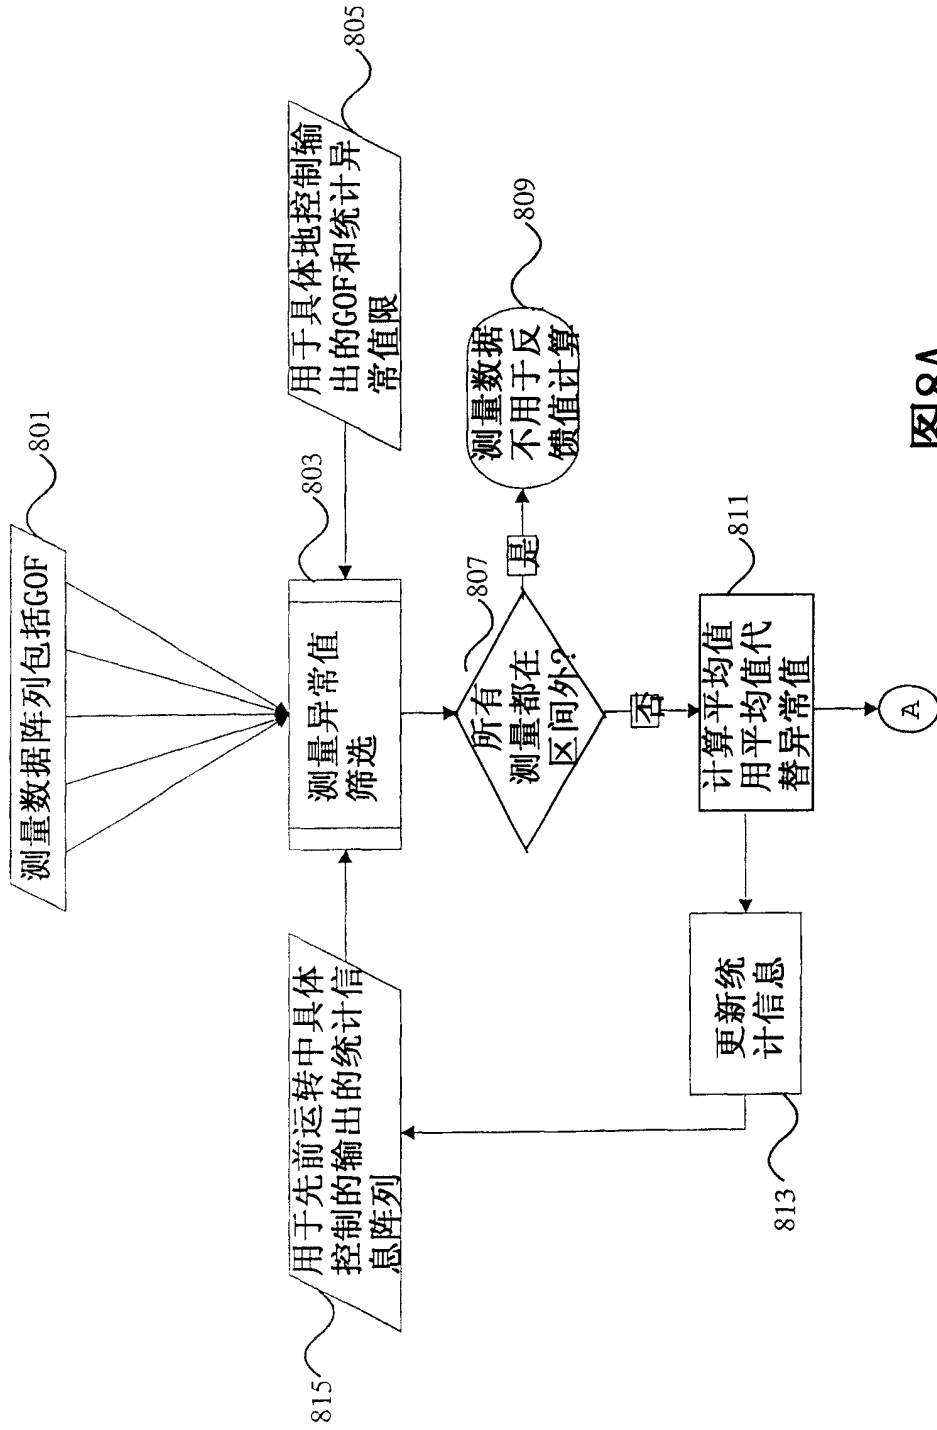 801
测量数据阵列包括GOF
805
用于具体地控制输
出的GOF和统计异
常值限
803
测量异常值
筛选
815
用于先前运转中具体
控制的输出的统计信
息阵列
807
所有
测量都在
区间外?
是
809
测量数据
不用于反
馈值计算
否
811
计算平均值
用平均值代
替异常值
813
更新统
计信息
A
图8A